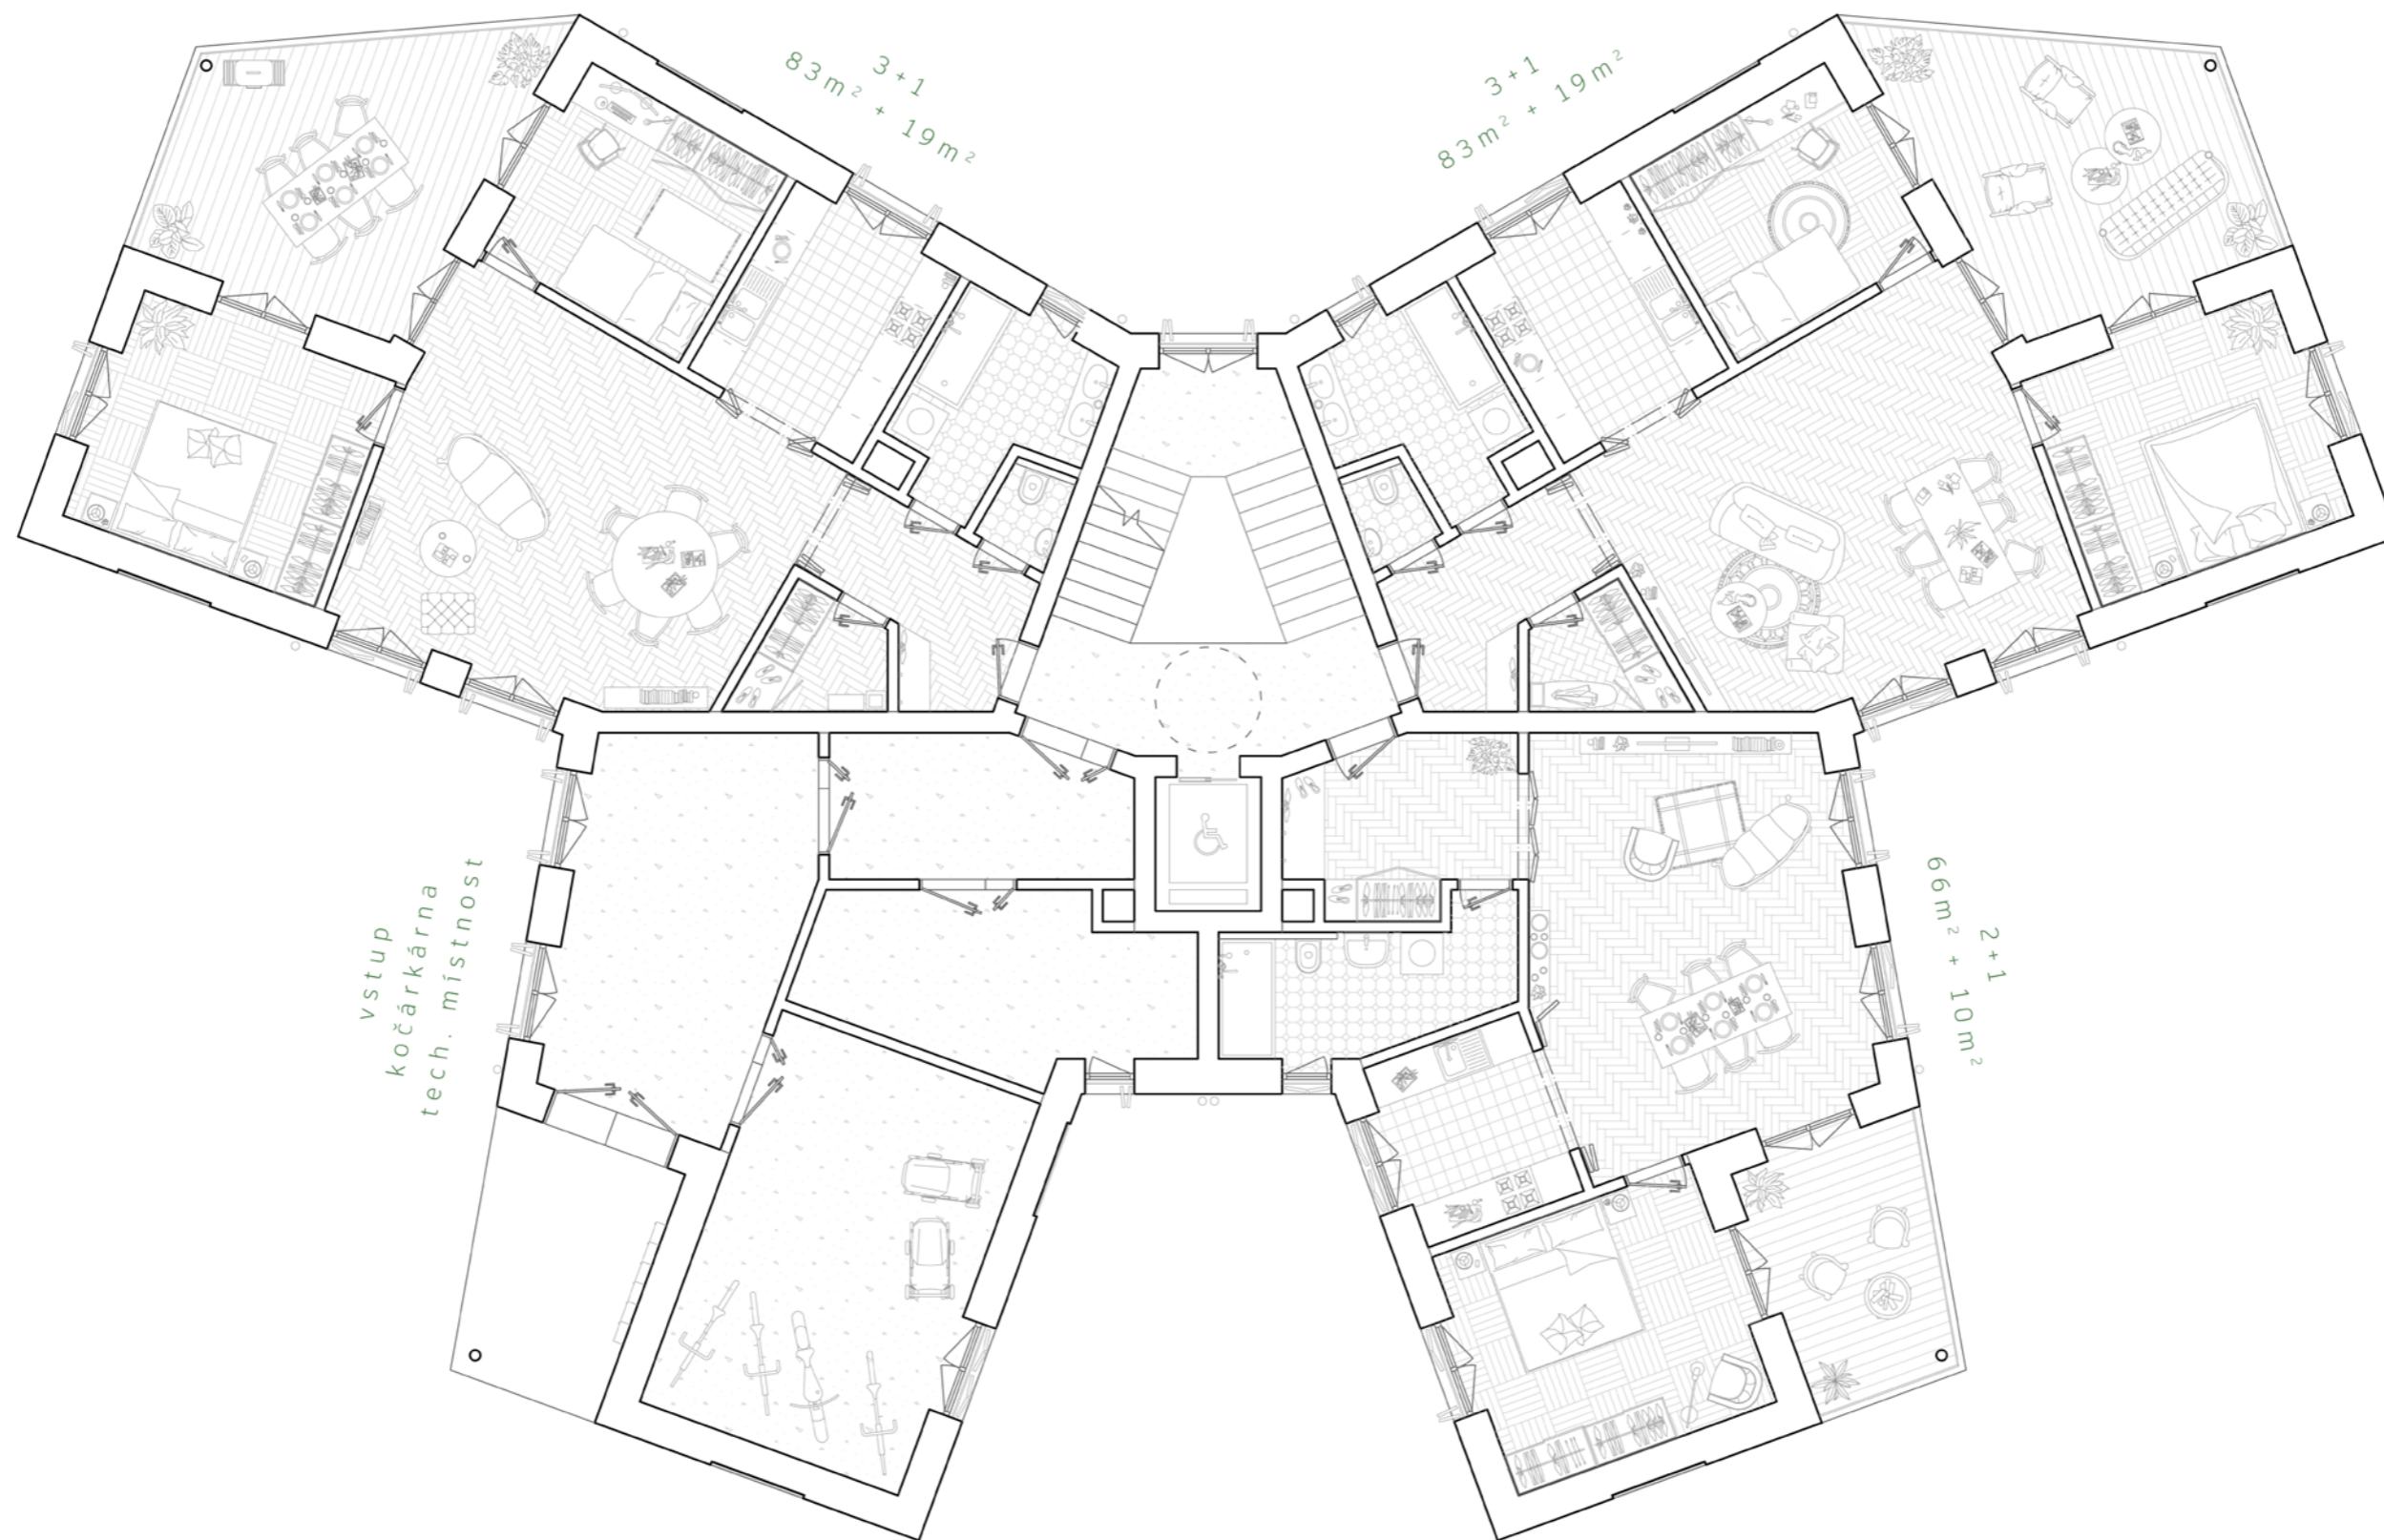 3+1
83m² + 19m²
3+1
83m² + 19m²
vstup
kočárkárna
tech. místnost
2+1
66m² + 10m²